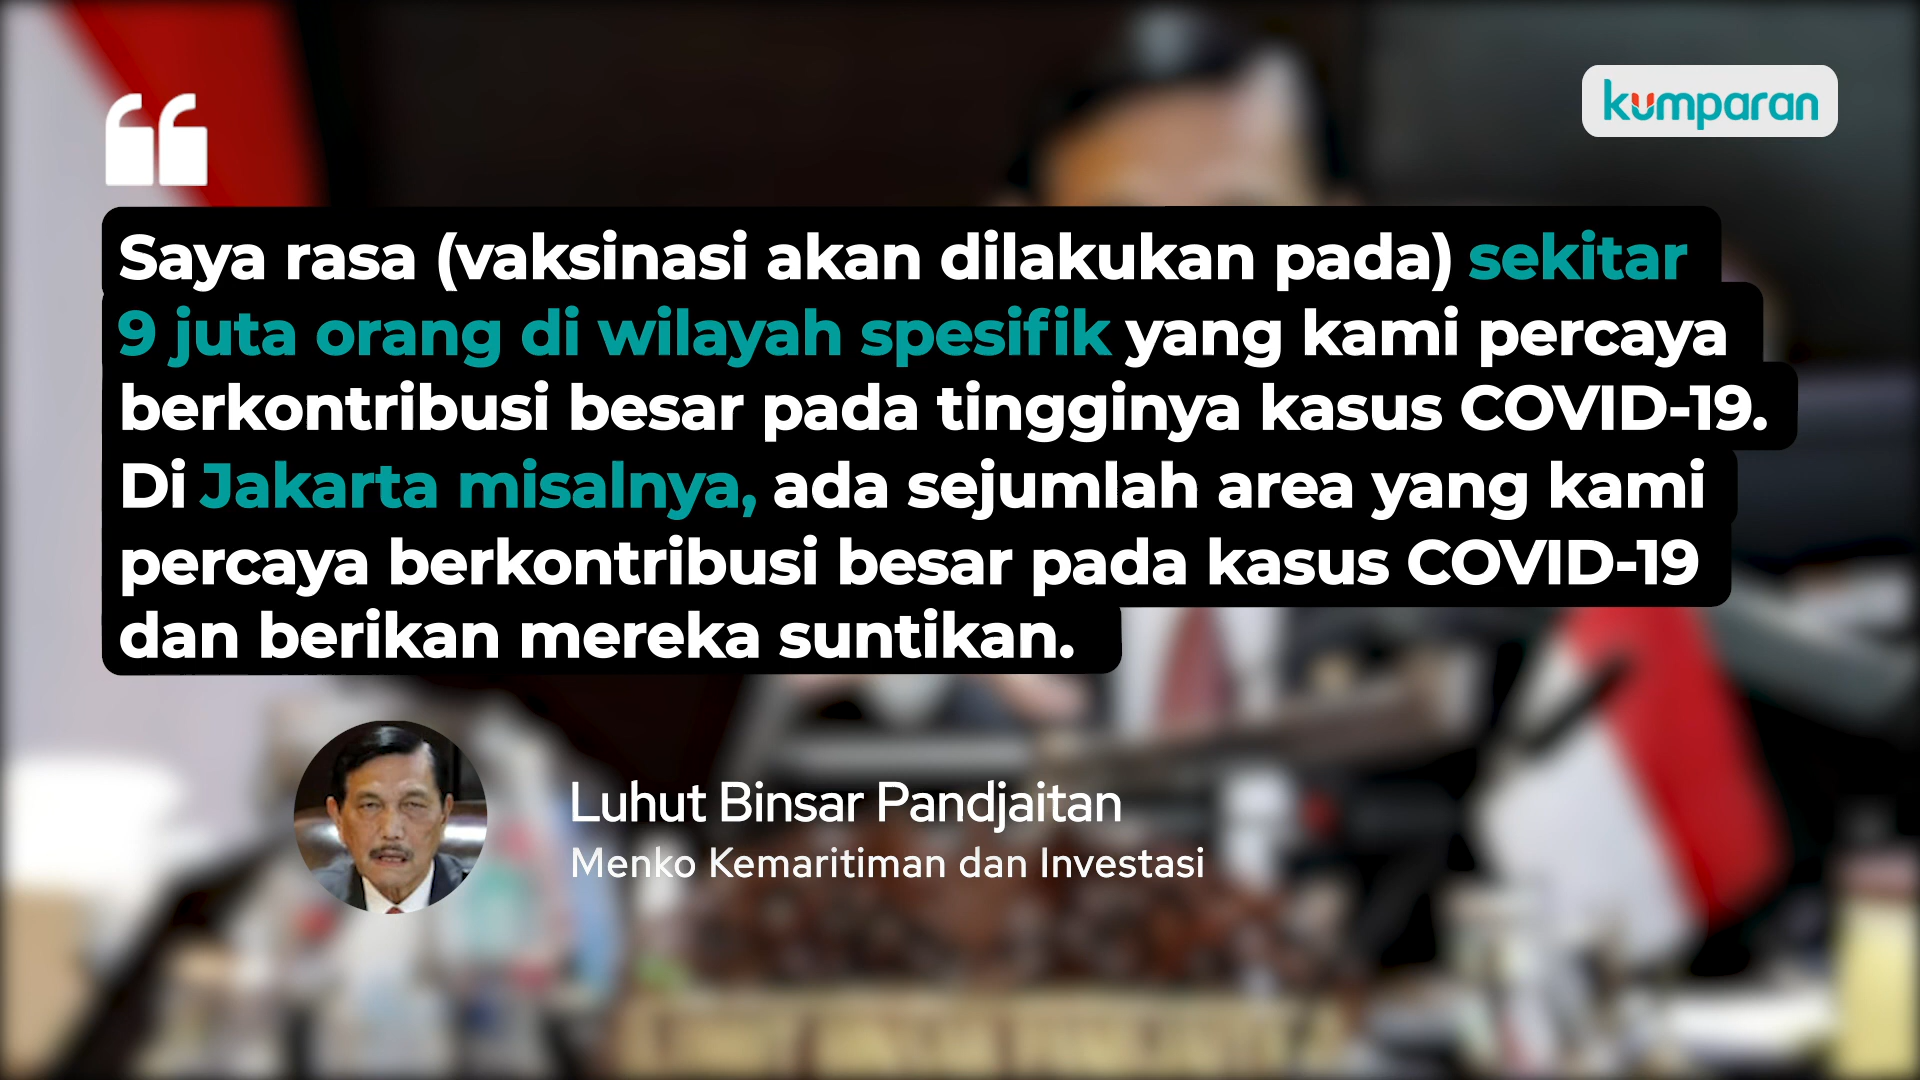 kumparan
“
Saya rasa (vaksinasi akan dilakukan pada) sekitar
9 juta orang di wilayah spesifik yang kami percaya
berkontribusi besar pada tingginya kasus COVID-19.
Di Jakarta misalnya, ada sejumlah area yang kami
percaya berkontribusi besar pada kasus COVID-19
dan berikan mereka suntikan.
Luhut Binsar Pandjaitan
Menko Kemaritiman dan Investasi